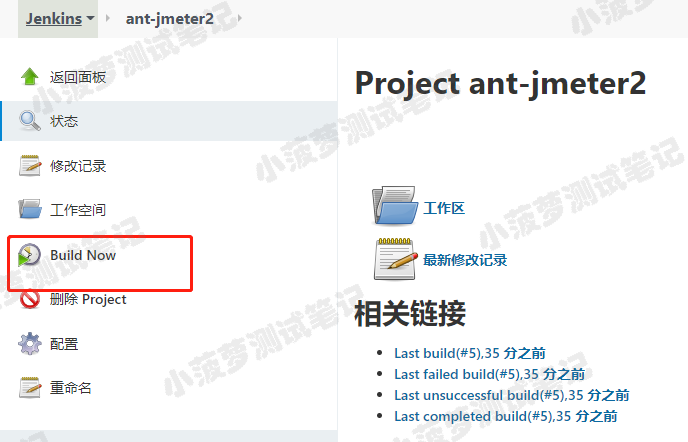 Jenkins ant-jmeter2
返回面板
状态
修改记录
工作空间
Build Now
删除 Project
配置
重命名
Project ant-jmeter2
工作区
最新修改记录
相关链接
Last build(#5),35 分之前
Last failed build(#5),35 分之前
Last unsuccessful build(#5),35 分之前
Last completed build(#5),35 分之前
小菠萝测试笔记
小菠萝测试笔记
小菠萝测试笔记
小菠萝测试笔记
小菠萝测试笔记